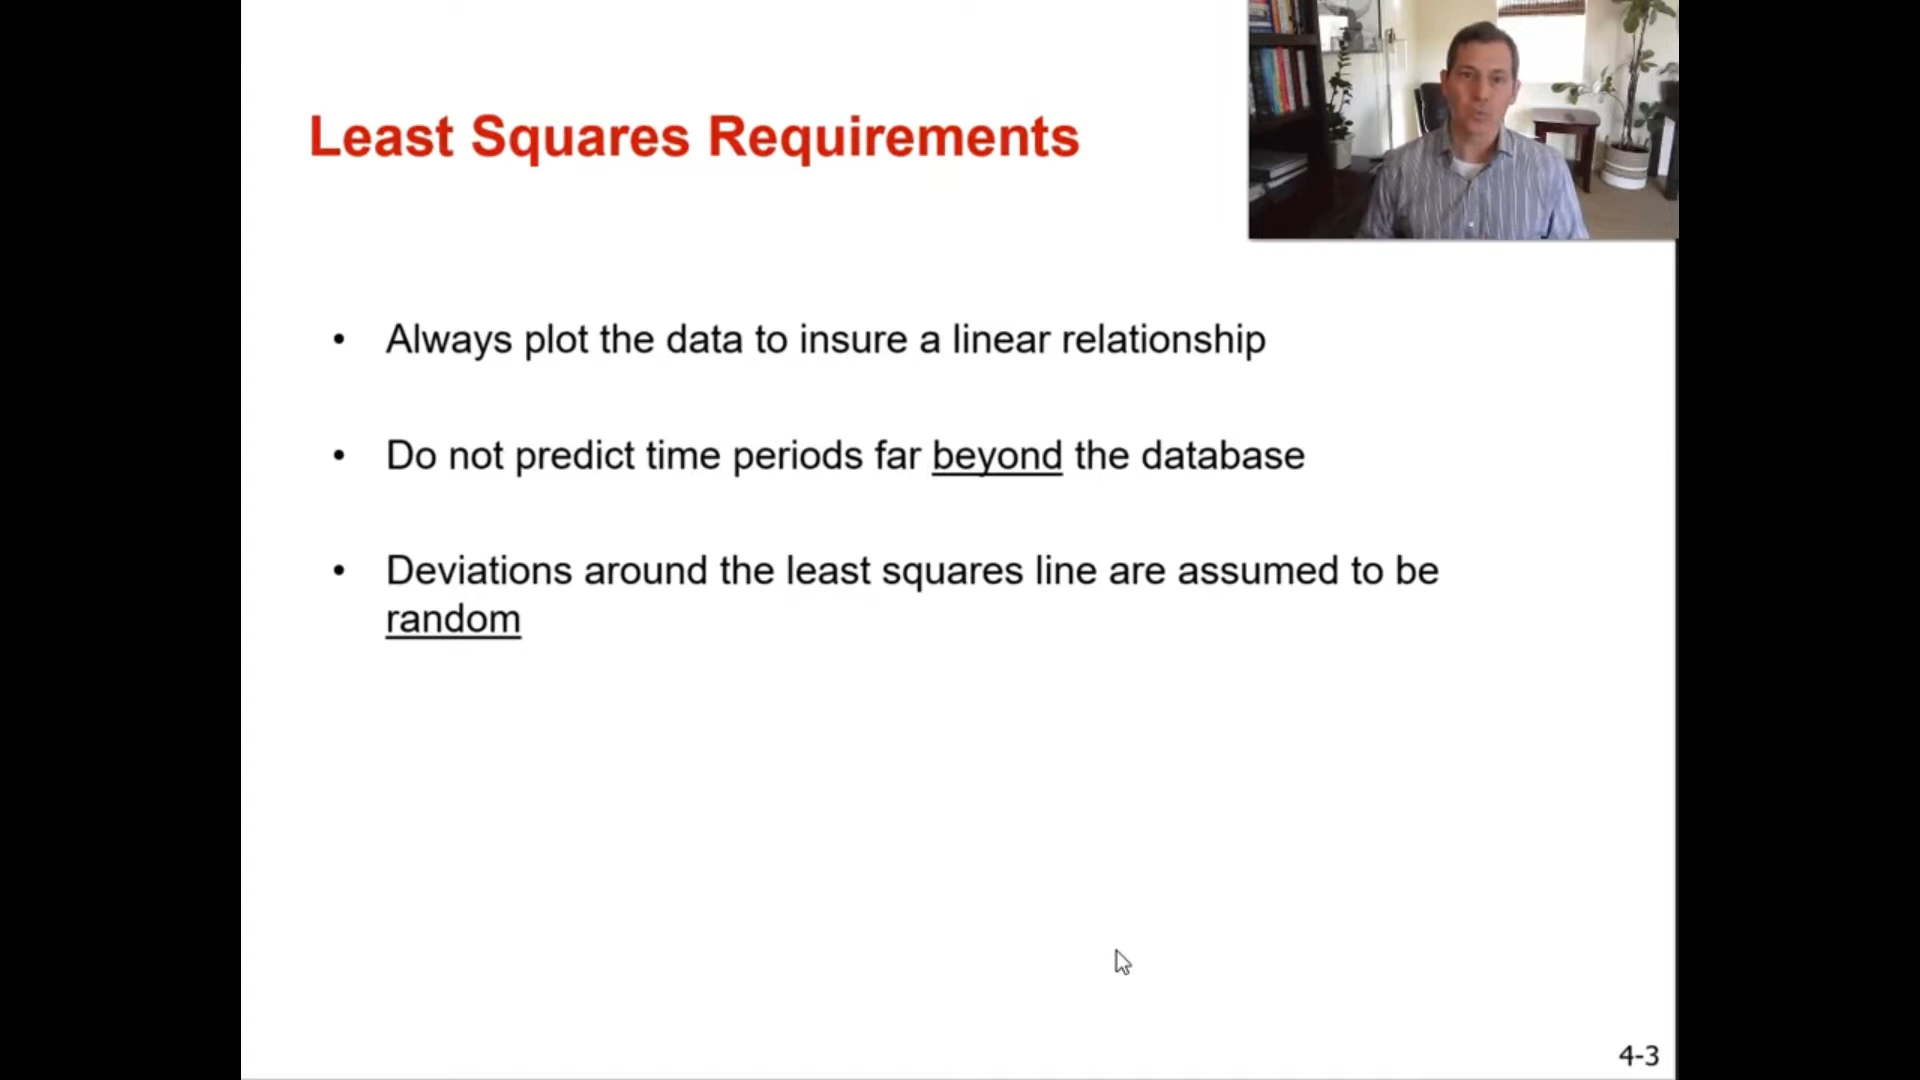 Least Squares Requirements
• Always plot the data to insure a linear relationship
• Do not predict time periods far beyond the database
• Deviations around the least squares line are assumed to be
random
4-3